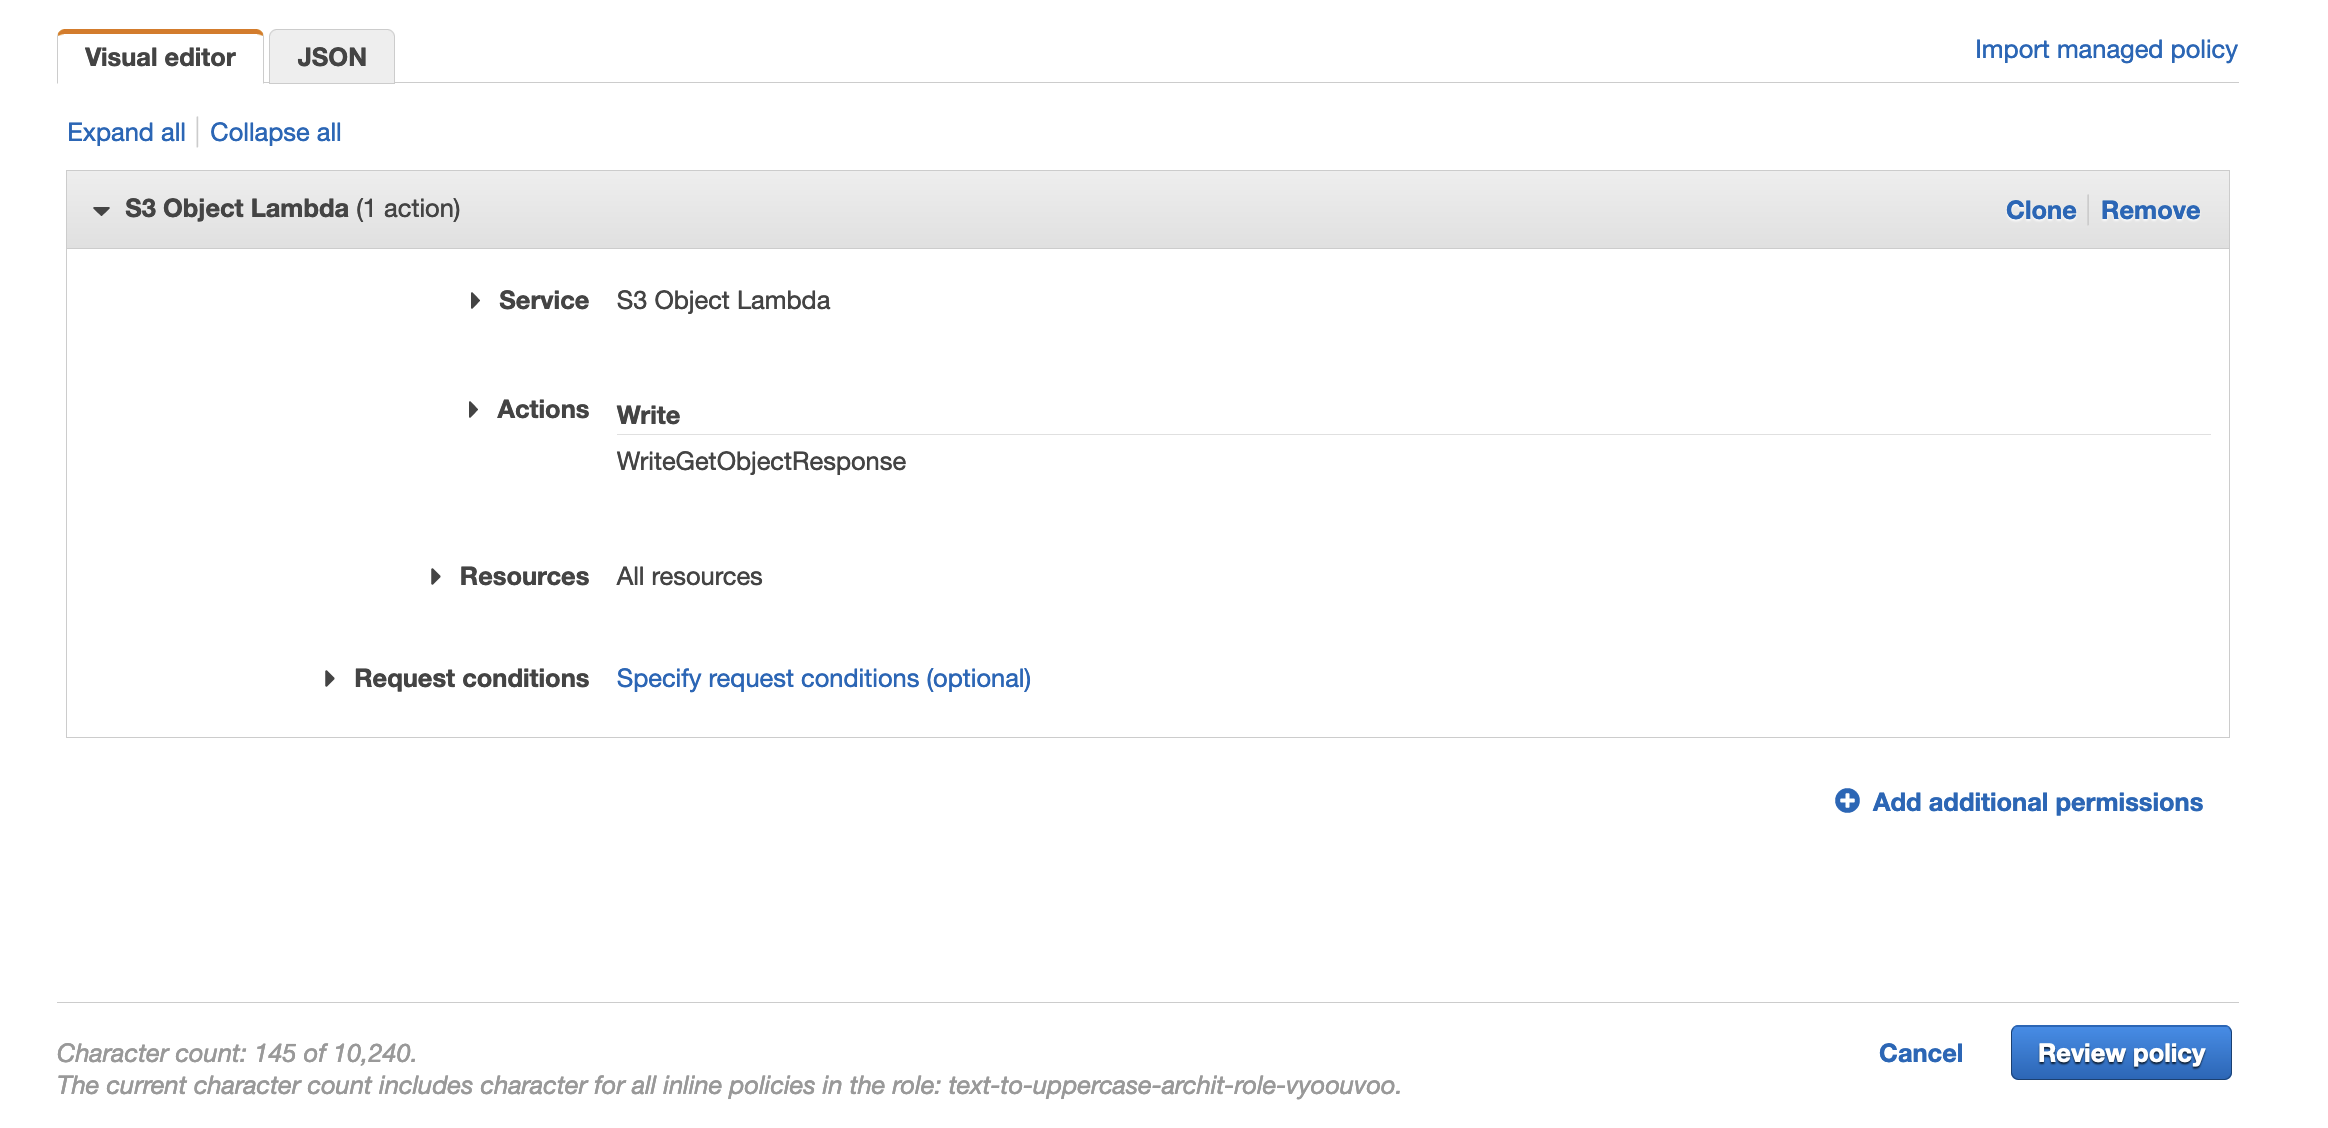 Visual editor
JSON
Import managed policy
Expand all
Collapse all
S3 Object Lambda (1 action)
Clone
Remove
Service S3 Object Lambda
Actions Write
WriteGetObjectResponse
Resources All resources
Request conditions Specify request conditions (optional)
Add additional permissions
Character count: 145 of 10,240.
The current character count includes character for all inline policies in the role: text-to-uppercase-archit-role-vyoouvoo.
Cancel
Review policy